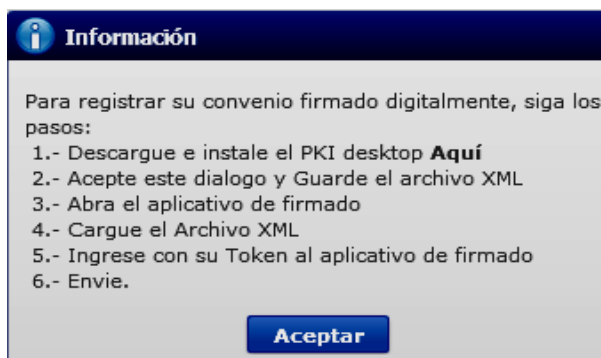 Información
Para registrar su convenio firmado digitalmente, siga los
pasos:
1.- Descargue e instale el PKI desktop Aquí
2.- Acepte este dialogo y Guarde el archivo XML
3.- Abra el aplicativo de firmado
4.- Cargue el Archivo XML
5.- Ingrese con su Token al aplicativo de firmado
6.- Envie.
Aceptar